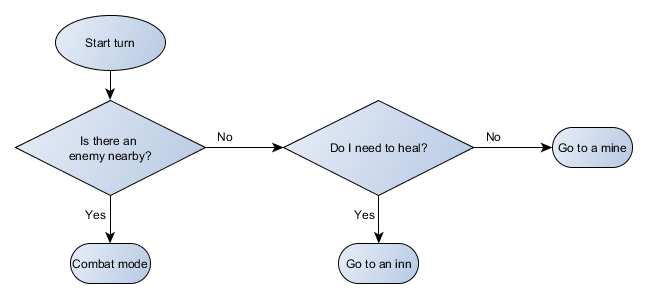 Start turn
Is there an
enemy nearby?
No
Do I need to heal?
No
Go to a mine
Yes
Yes
Combat mode
Go to an inn